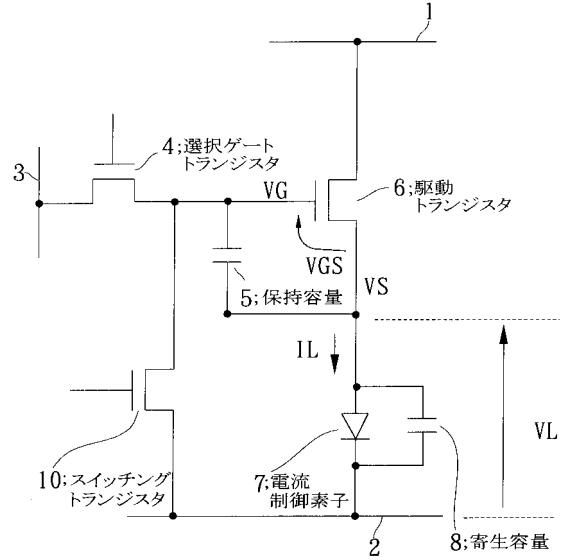 1
4;選択ゲート
トランジスタ
3
VG
6;駆動
トランジスタ
VGS
VS
5;保持容量
IL
VL
10;スイッチング
トランジスタ
7;電流
制御素子
2
8;寄生容量